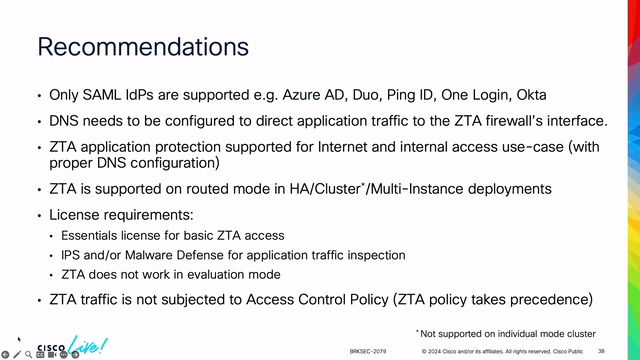 Recommendations
• Only SAML IdPs are supported e.g. Azure AD, Duo, Ping ID, One Login, Okta
• DNS needs to be configured to direct application traffic to the ZTA firewall's interface.
• ZTA application protection supported for Internet and internal access use-case (with
proper DNS configuration)
• ZTA is supported on routed mode in HA/Cluster*/Multi-Instance deployments
• License requirements:
• Essentials license for basic ZTA access
• IPS and/or Malware Defense for application traffic inspection
• ZTA does not work in evaluation mode
• ZTA traffic is not subjected to Access Control Policy (ZTA policy takes precedence)
* Not supported on individual mode cluster
CISCO Live!
BRKSEC-2079
© 2024 Cisco and/or its affiliates. All rights reserved. Cisco Public
38